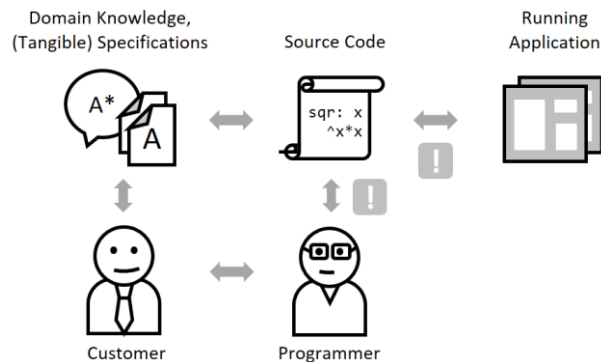 Domain Knowledge,
(Tangible) Specifications
Source Code
Running
Application
A*
A
sqr: x
^x*x
!
!
Customer
Programmer